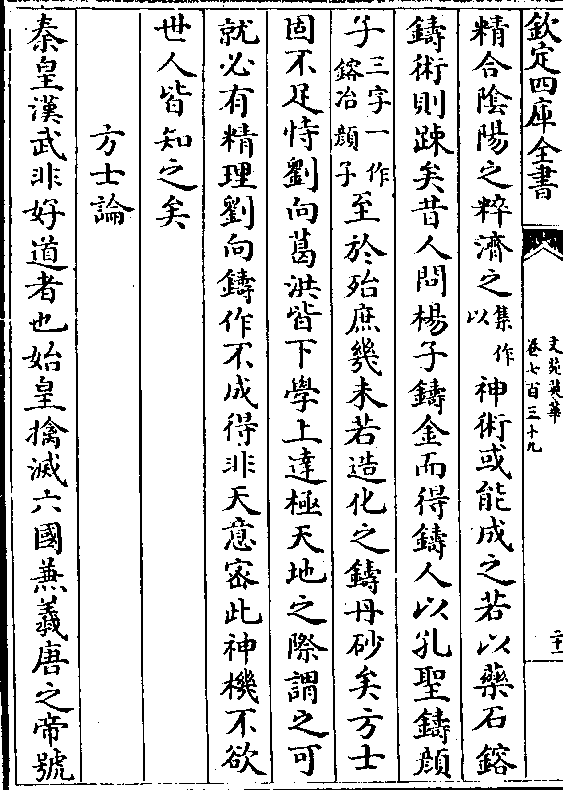 欽定四庫全書
文苑英華
卷七百三十九
二十
精合陰陽之粹濟之集作以神術或能成之若以藥石鎔
鑄術則踈矣昔人問楊子鑄金而得鑄人以孔聖鑄顔
子三字一作鎔冶顔子至於殆庶幾未若造化之鑄丹砂矣方士
固不足恃劉向葛洪皆下學上達極天地之際謂之可
就必有精理劉向鑄作不成得非天意宻此神機不欲
世人皆知之矣
方士論
秦皇漢武非好道者也始皇擒滅六國兼羲唐之帝號